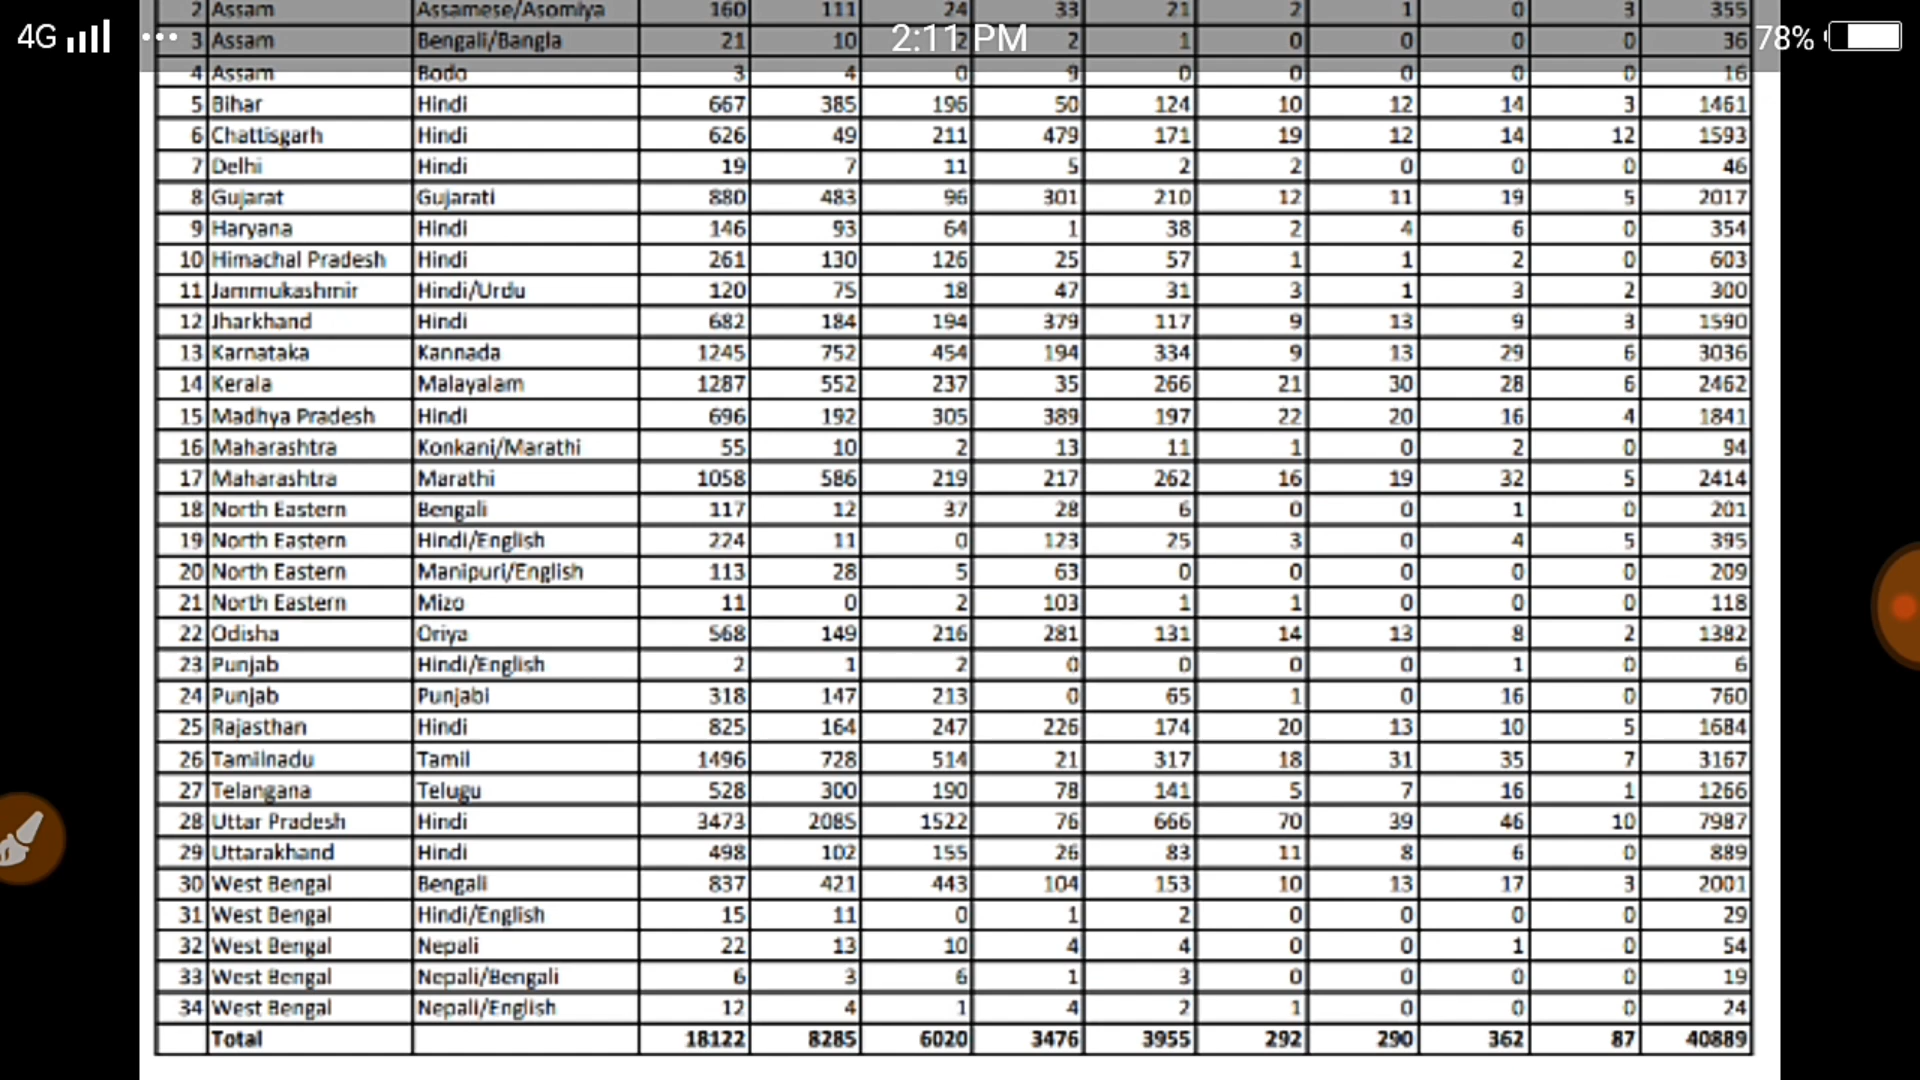 4G ... 2:11 PM 78%
2 Assam Assamese/Asomiya 160 111 24 33 21 2 1 0 3 355
3 Assam Bengali/Bangla 21 10 2 2 1 0 0 0 0 36
4 Assam Bodo 3 4 0 9 0 0 0 0 0 16
5 Bihar Hindi 667 385 196 50 124 10 12 14 3 1461
6 Chattisgarh Hindi 626 49 211 479 171 19 12 14 12 1593
7 Delhi Hindi 19 7 11 5 2 2 0 0 0 46
8 Gujarat Gujarati 880 483 96 301 210 12 11 19 5 2017
9 Haryana Hindi 146 93 64 1 38 2 4 6 0 354
10 Himachal Pradesh Hindi 261 130 126 25 57 1 1 2 0 603
11 Jammukashmir Hindi/Urdu 120 75 18 47 31 3 1 3 2 300
12 Jharkhand Hindi 682 184 194 379 117 9 13 9 3 1590
13 Karnataka Kannada 1245 752 454 194 334 9 13 29 6 3036
14 Kerala Malayalam 1287 552 237 35 266 21 30 28 6 2462
15 Madhya Pradesh Hindi 696 192 305 389 197 22 20 16 4 1841
16 Maharashtra Konkani/Marathi 55 10 2 13 11 1 0 2 0 94
17 Maharashtra Marathi 1058 586 219 217 262 16 19 32 5 2414
18 North Eastern Bengali 117 12 37 28 6 0 0 1 0 201
19 North Eastern Hindi/English 224 11 0 123 25 3 0 4 5 395
20 North Eastern Manipuri/English 113 28 5 63 0 0 0 0 0 209
21 North Eastern Mizo 11 0 2 103 1 1 0 0 0 118
22 Odisha Oriya 568 149 216 281 131 14 13 8 2 1382
23 Punjab Hindi/English 2 1 2 0 0 0 0 1 0 6
24 Punjab Punjabi 318 147 213 0 65 1 0 16 0 760
25 Rajasthan Hindi 825 164 247 226 174 20 13 10 5 1684
26 Tamilnadu Tamil 1496 728 514 21 317 18 31 35 7 3167
27 Telangana Telugu 528 300 190 78 141 5 7 16 1 1266
28 Uttar Pradesh Hindi 3473 2085 1522 76 666 70 39 46 10 7987
29 Uttarakhand Hindi 498 102 155 26 83 11 8 6 0 889
30 West Bengal Bengali 837 421 443 104 153 10 13 17 3 2001
31 West Bengal Hindi/English 15 11 0 1 2 0 0 0 0 29
32 West Bengal Nepali 22 13 10 4 4 0 0 1 0 54
33 West Bengal Nepali/Bengali 6 3 6 1 3 0 0 0 0 19
34 West Bengal Nepali/English 12 4 1 4 2 1 0 0 0 24
Total 18122 8285 6020 3476 3955 292 290 362 87 40889